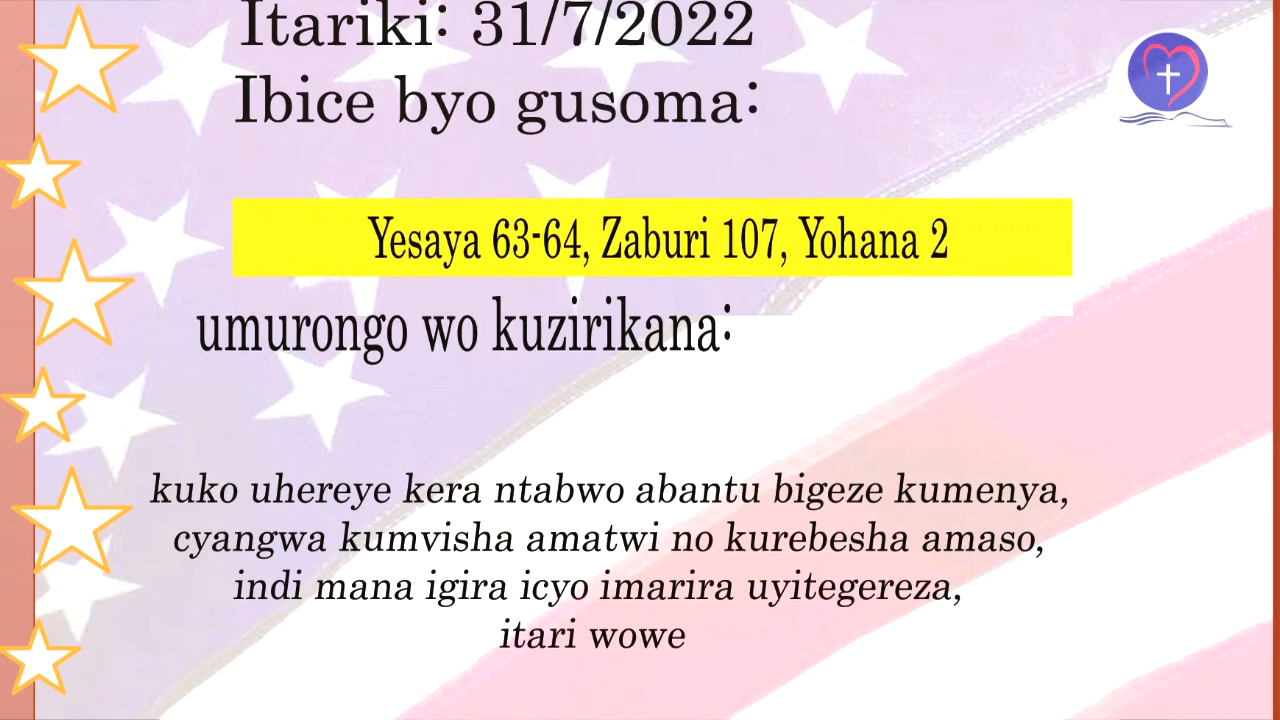 Itariki: 31/7/2022
Ibice byo gusoma:
Yesaya 63-64, Zaburi 107, Yohana 2
umurongo wo kuzirikana:
kuko uhereye kera ntabwo abantu bigeze kumenya,
cyangwa kumvisha amatwi no kurebesha amaso,
indi mana igira icyo imarira uyitegereza,
itari wowe